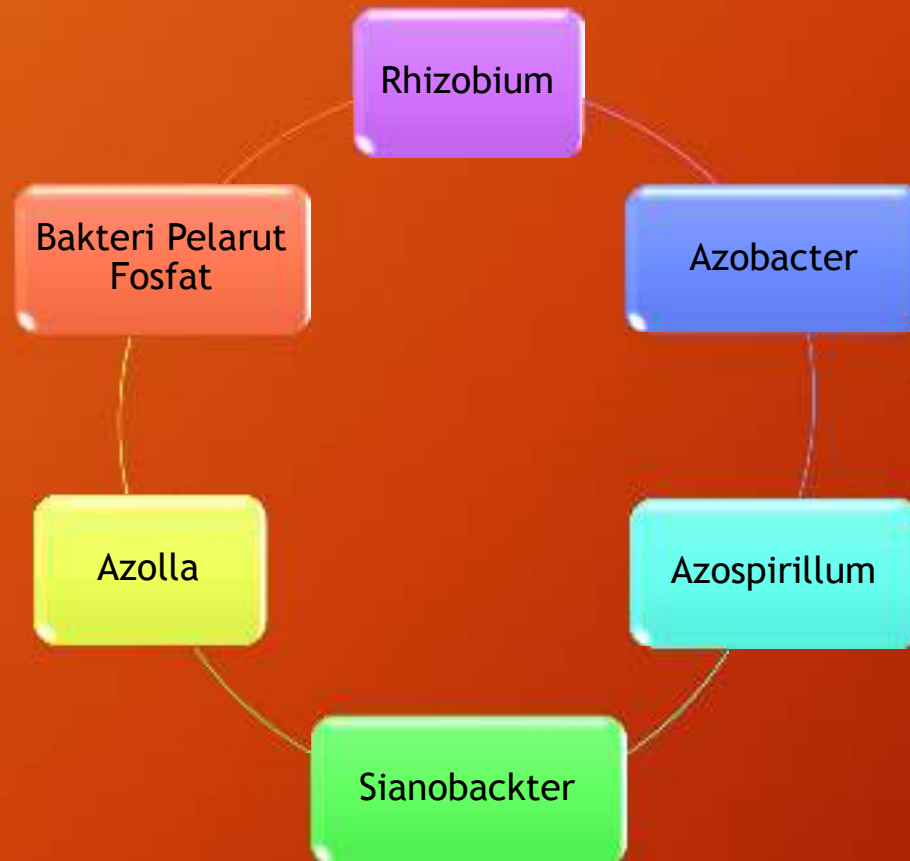 Rhizobium
Azobacter
Azospirillum
Sianobackter
Azolla
Bakteri Pelarut
Fosfat